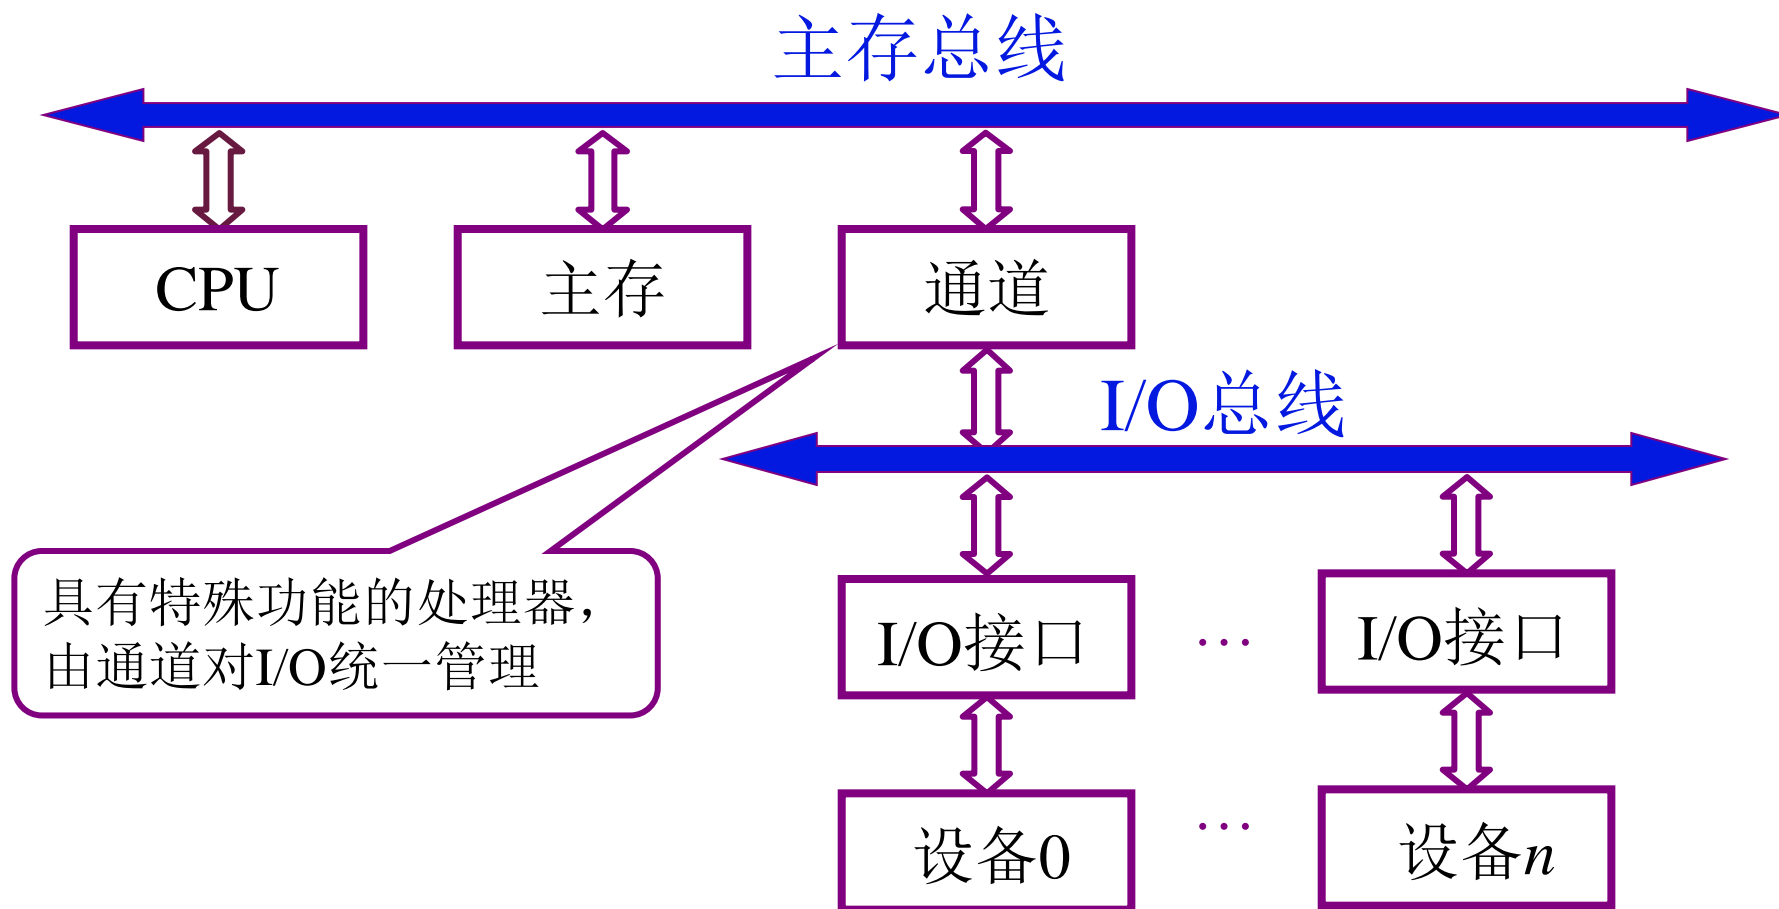 主存总线
CPU
主存
通道
I/O总线
具有特殊功能的处理器，
由通道对I/O统一管理
I/O接口
…
I/O接口
设备0
…
设备n